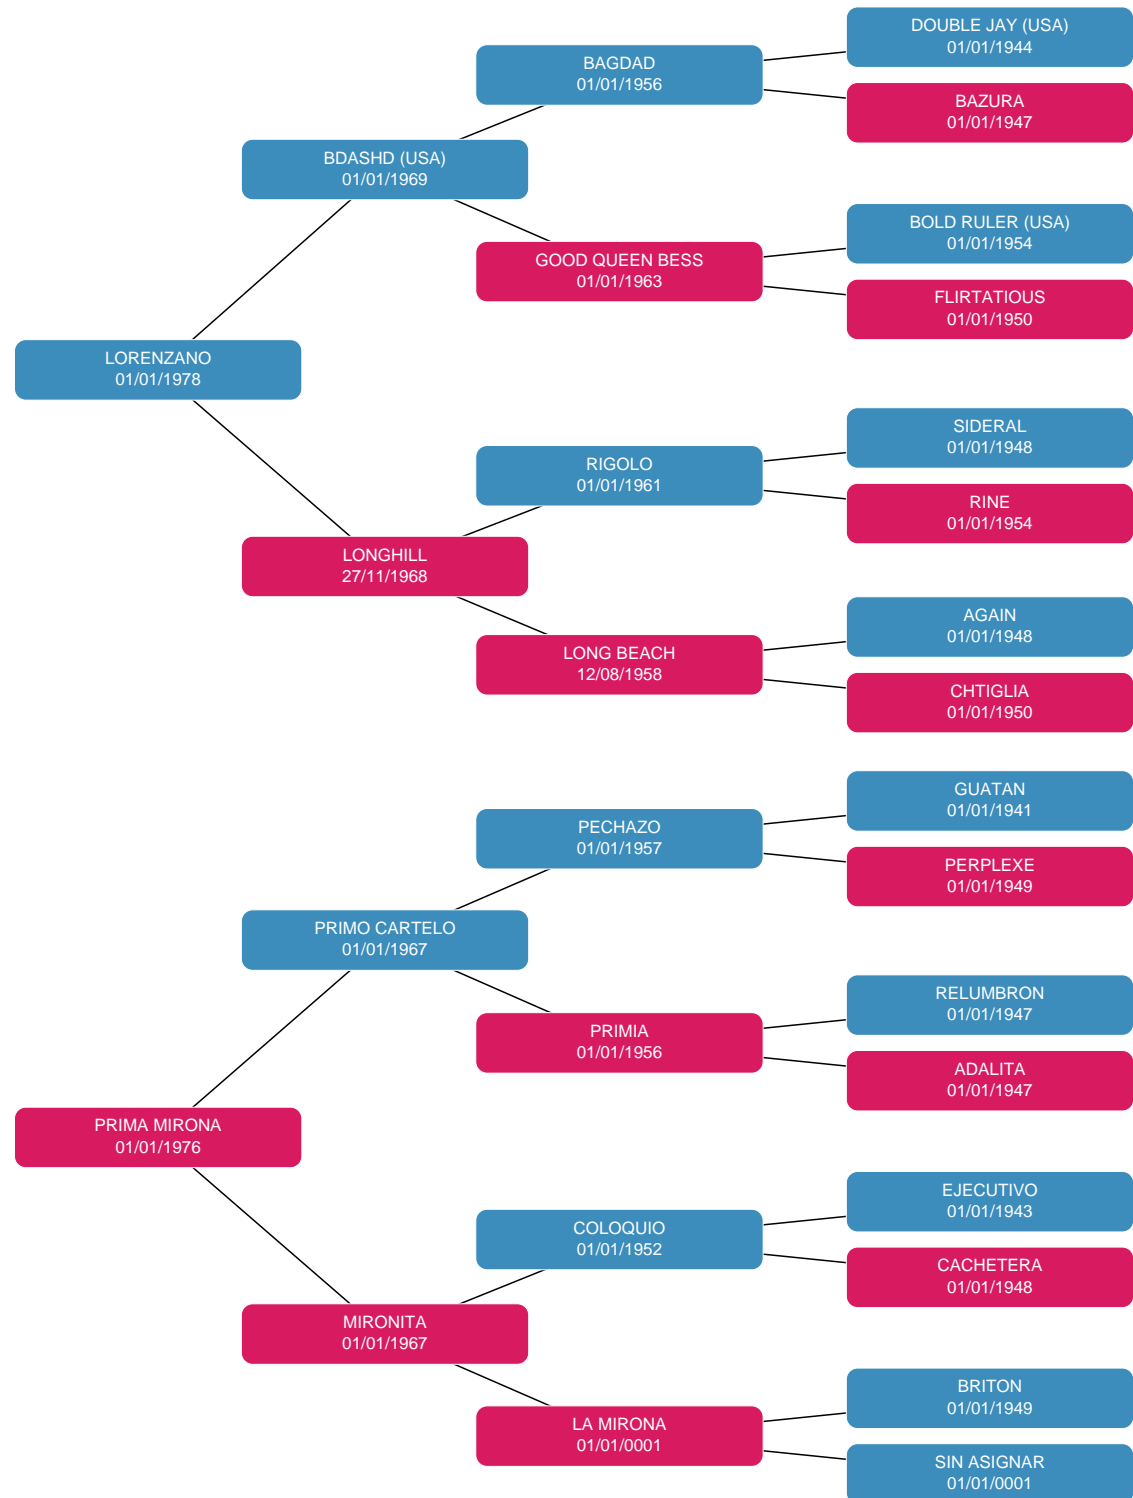 DOUBLE JAY (USA)
01/01/1944
BAGDAD
01/01/1956
BAZURA
01/01/1947
BDASHD (USA)
01/01/1969
BOLD RULER (USA)
01/01/1954
GOOD QUEEN BESS
01/01/1963
FLIRTATIOUS
01/01/1950
LORENZANO
01/01/1978
SIDERAL
01/01/1948
RIGOLO
01/01/1961
RINE
01/01/1954
LONGHILL
27/11/1968
AGAIN
01/01/1948
LONG BEACH
12/08/1958
CHTIGLIA
01/01/1950
GUATAN
01/01/1941
PECHAZO
01/01/1957
PERPLEXE
01/01/1949
PRIMO CARTELO
01/01/1967
RELUMBRON
01/01/1947
PRIMIA
01/01/1956
ADALITA
01/01/1947
PRIMA MIRONA
01/01/1976
EJECUTIVO
01/01/1943
COLOQUIO
01/01/1952
CACHETERA
01/01/1948
MIRONITA
01/01/1967
BRITON
01/01/1949
LA MIRONA
01/01/0001
SIN ASIGNAR
01/01/0001